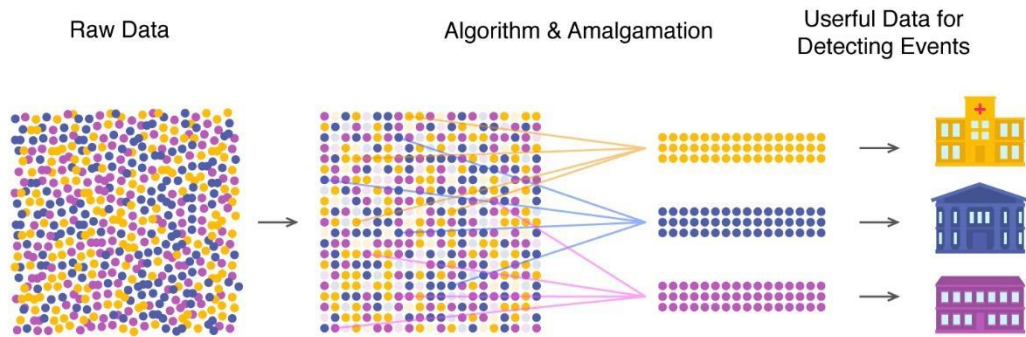 Raw Data
Algorithm & Amalgamation
Userful Data for
Detecting Events